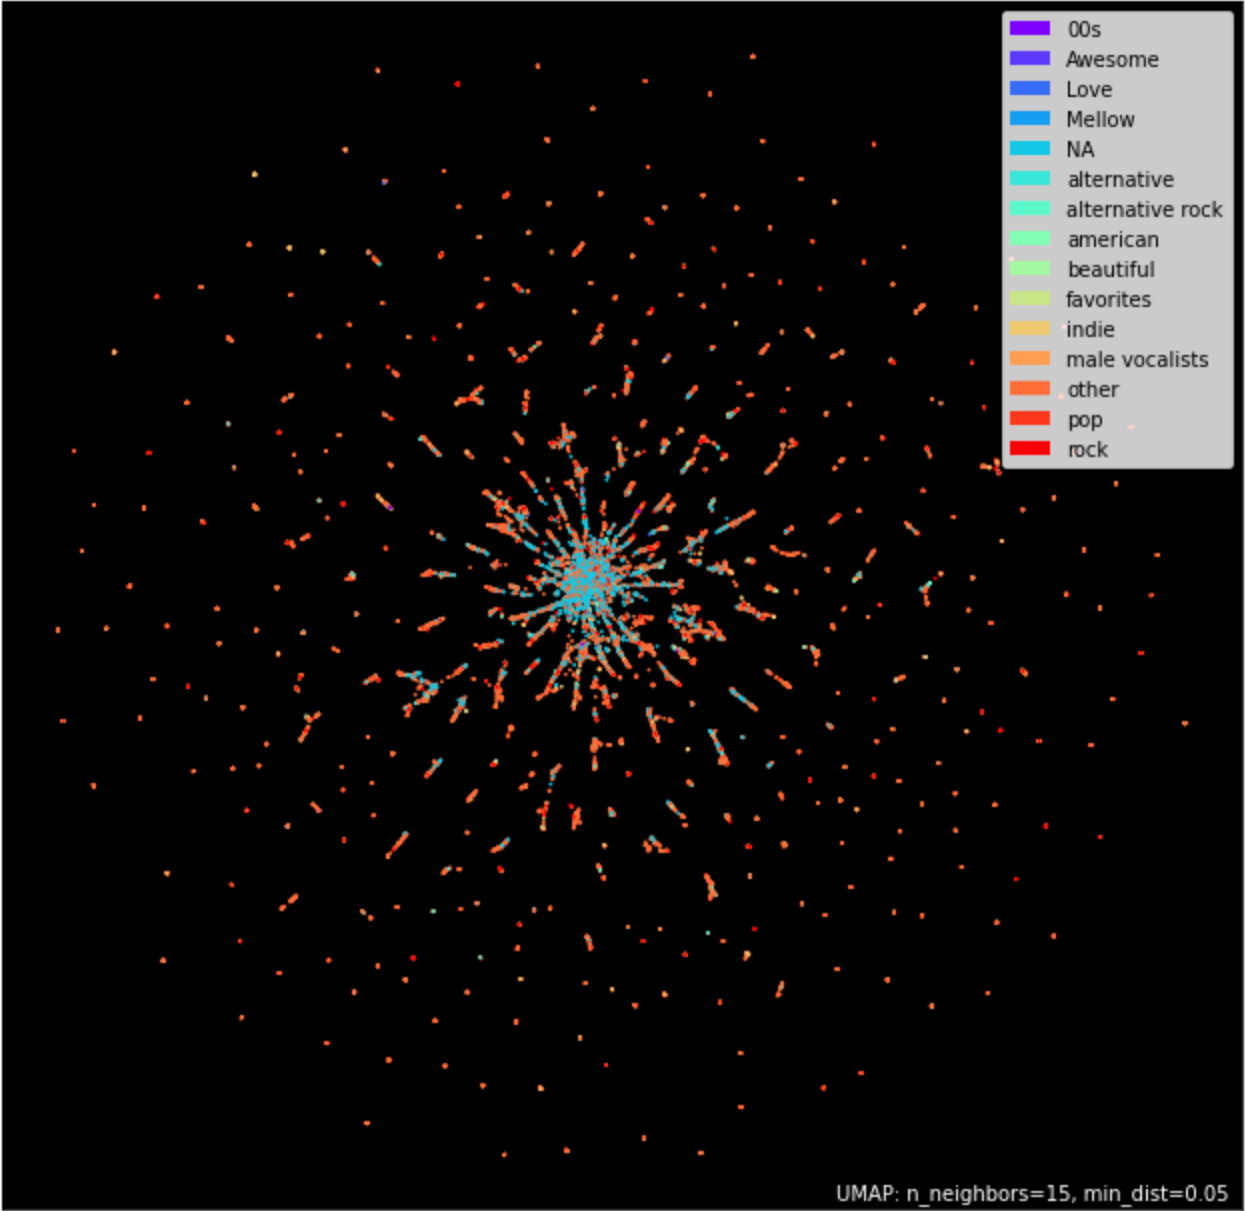 00s
Awesome
Love
Mellow
NA
alternative
alternative rock
american
beautiful
favorites
indie
male vocalists
other
pop
rock
UMAP: n_neighbors=15, min_dist=0.05